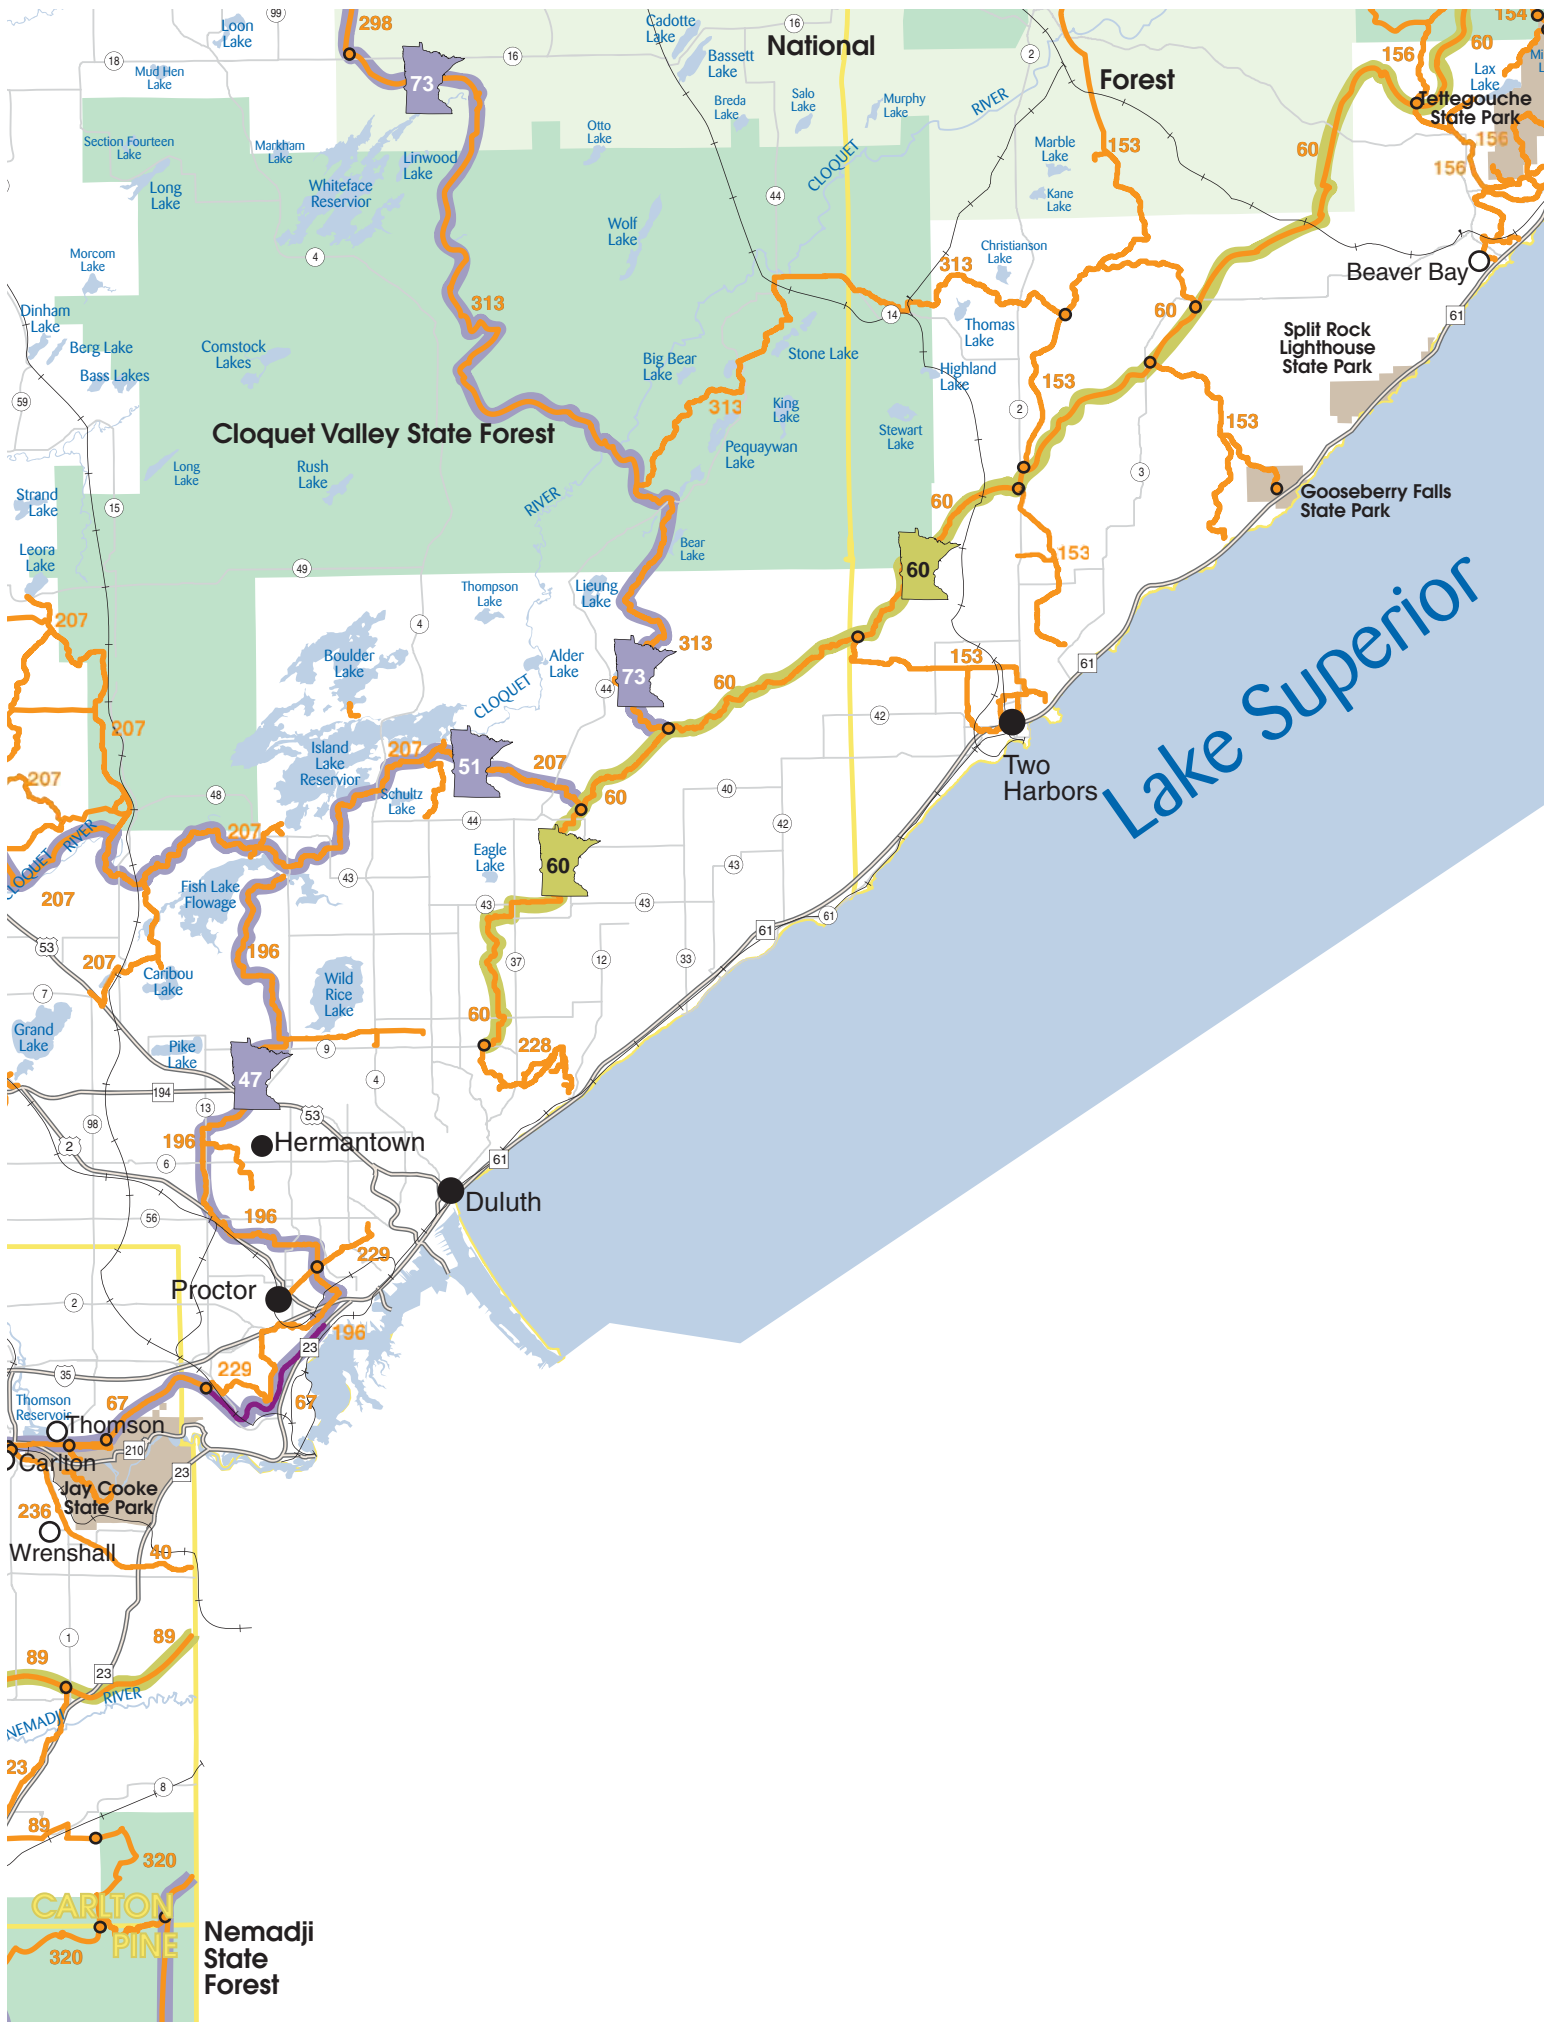 298
99
Loon
Lake
Cadotte
Lake
16
National
154
60
156
18
Mud Hen
Lake
16
73
Bassett
Lake
2
Forest
Lax
Lake
Tettegouche
State Park
Breda
Lake
Salo
Lake
Murphy
Lake
RIVER
Section Fourteen
Lake
Markham
Lake
Linwood
Lake
Otto
Lake
CLOQUET
Marble
Lake
153
60
156
156
Long
Lake
Whiteface
Reservior
44
Kane
Lake
Wolf
Lake
Morcom
Lake
4
Christianson
Lake
313
Beaver Bay
Dinham
Lake
313
14
60
61
Berg Lake
Bass Lakes
Comstock
Lakes
Big Bear
Lake
Stone Lake
Thomas
Lake
Split Rock
Lighthouse
State Park
Highland
Lake
153
59
313
King
Lake
2
153
Cloquet Valley State Forest
Pequaywan
Lake
Stewart
Lake
Long
Lake
Rush
Lake
3
Strand
Lake
15
RIVER
60
Gooseberry Falls
State Park
Leora
Lake
Bear
Lake
153
49
60
Thompson
Lake
Lieung
Lake
Lake Superior
207
4
313
Boulder
Lake
Alder
Lake
73
153
61
44
60
CLOQUET
207
42
Island
Lake
Reservior
207
51
207
Two
Harbors
207
48
Schultz
Lake
60
40
44
42
207
CLOQUET RIVER
Eagle
Lake
60
43
43
207
Fish Lake
Flowage
43
43
61
61
53
196
207
Caribou
Lake
37
12
33
7
Wild
Rice
Lake
Grand
Lake
60
Pike
Lake
9
228
47
194
4
13
53
98
2
196
Hermantown
6
61
Duluth
56
196
229
Proctor
2
196
23
35
229
67
67
Thomson
Reservoir
Thomson
210
Carlton
23
Jay Cooke
State Park
236
Wrenshall
40
1
89
89
23
RIVER
NEMADJI
23
8
89
320
CARLTON
PINE
320
Nemadji
State
Forest